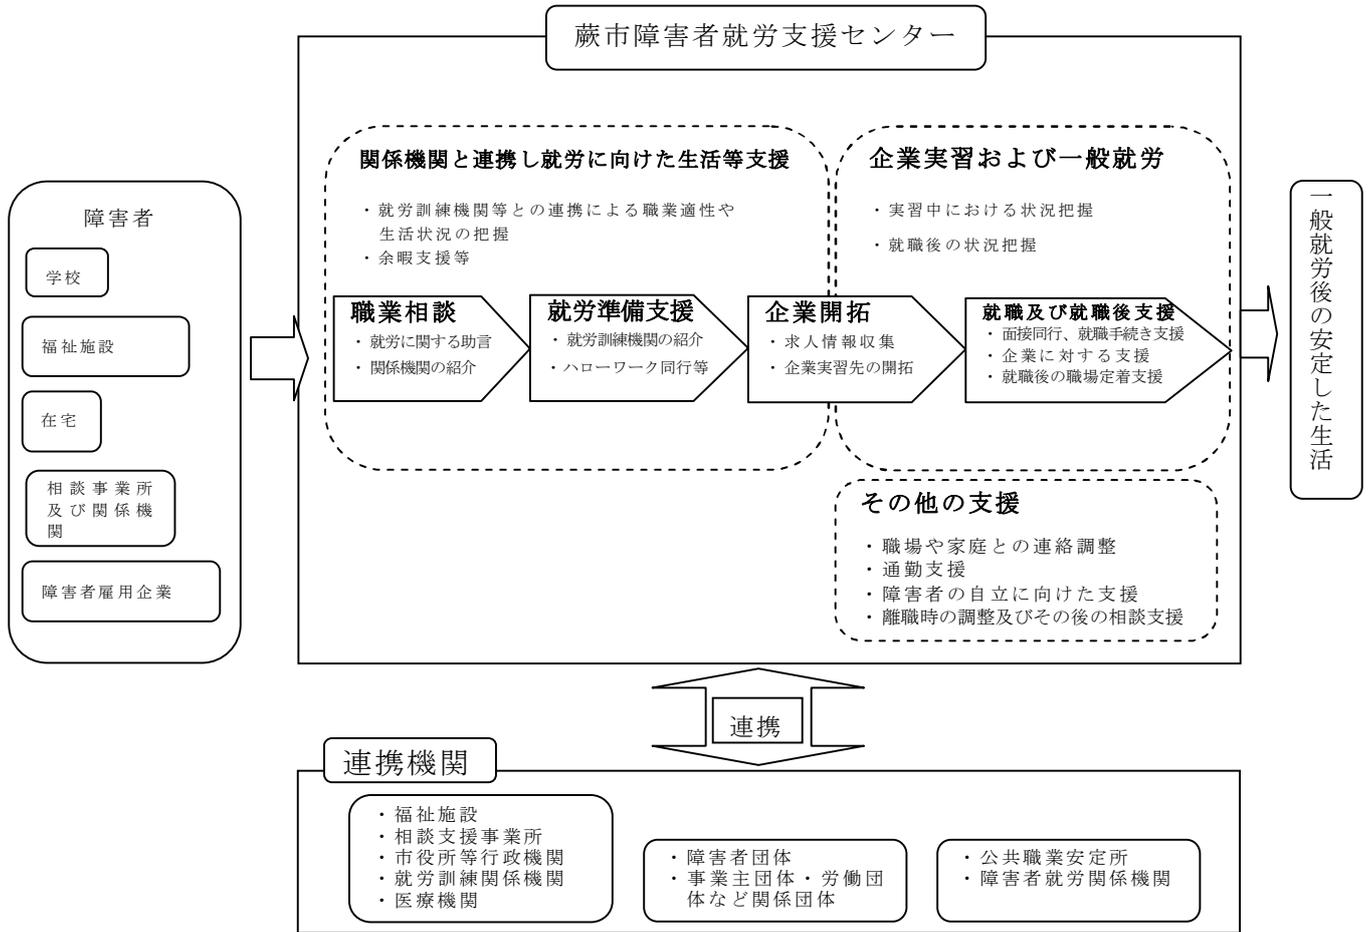 蕨市障害者就労支援センター
障害者
学校
福祉施設
在宅
相談事業所
及び関係機
関
障害者雇用企業
関係機関と連携し就労に向けた生活等支援
・就労訓練機関等との連携による職業適性や
生活状況の把握
・余暇支援等
企業実習および一般就労
・実習中における状況把握
・就職後の状況把握
職業相談
・就労に関する助言
・関係機関の紹介
就労準備支援
・就労訓練機関の紹介
・ハローワーク同行等
企業開拓
・求人情報収集
・企業実習先の開拓
就職及び就職後支援
・面接同行、就職手続き支援
・企業に対する支援
・就職後の職場定着支援
その他の支援
・職場や家庭との連絡調整
・通勤支援
・障害者の自立に向けた支援
・離職時の調整及びその後の相談支援
一般就労後の安定した生活
連携
連携機関
・福祉施設
・相談支援事業所
・市役所等行政機関
・就労訓練関係機関
・医療機関
・障害者団体
・事業主団体・労働団
体など関係団体
・公共職業安定所
・障害者就労関係機関